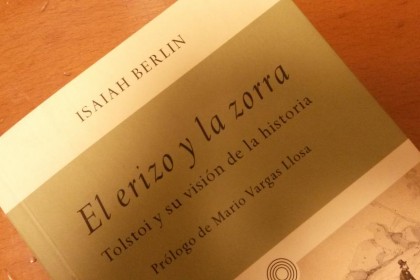 ISAIAH BERLIN
El erizo y la zorra
Tolstoi y su visión de la historia
Prólogo de Mario Vargas Llosa